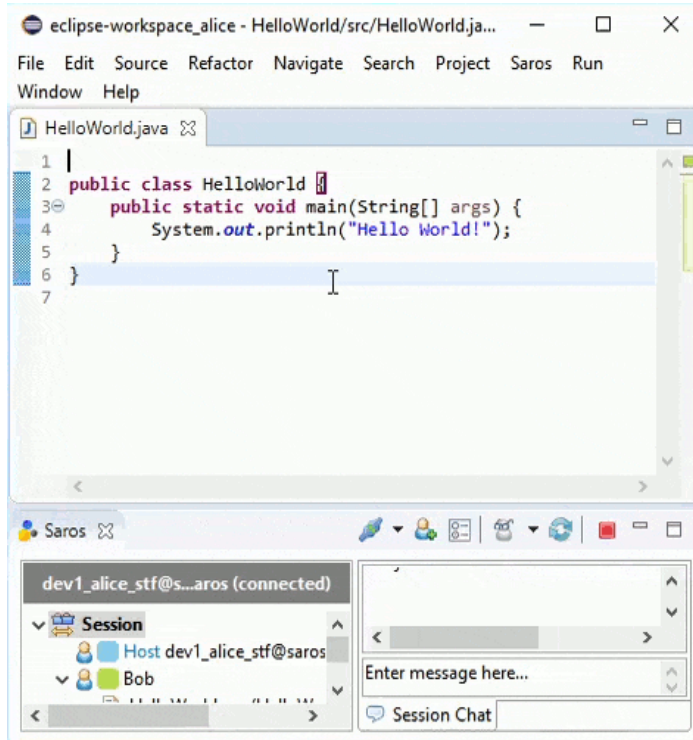 eclipse-workspace_alice - HelloWorld/src/HelloWorld.ja...
File Edit Source Refactor Navigate Search Project Saros Run
Window Help
HelloWorld.java
1
2 public class HelloWorld {
3 public static void main(String[] args) {
4 System.out.println("Hello World!");
5 }
6 }
7
Saros
dev1_alice_stf@s...aros (connected)
Session
Host dev1_alice_stf@saros
Bob
Enter message here...
Session Chat